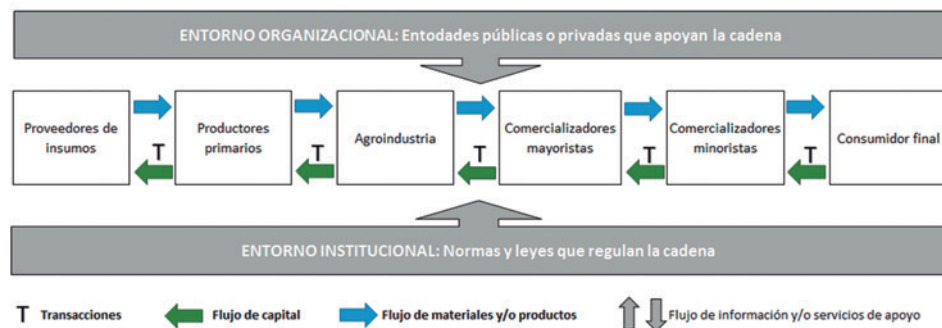 ENTORNO ORGANIZACIONAL: Entodades públicas o privadas que apoyan la cadena
Proveedores de
insumos
T
Productores
primarios
T
Agroindustria
T
Comercializadores
mayoristas
T
Comercializadores
minoristas
T
Consumidor final
ENTORNO INSTITUCIONAL: Normas y leyes que regulan la cadena
T Transacciones
Flujo de capital
Flujo de materiales y/o productos
Flujo de información y/o servicios de apoyo